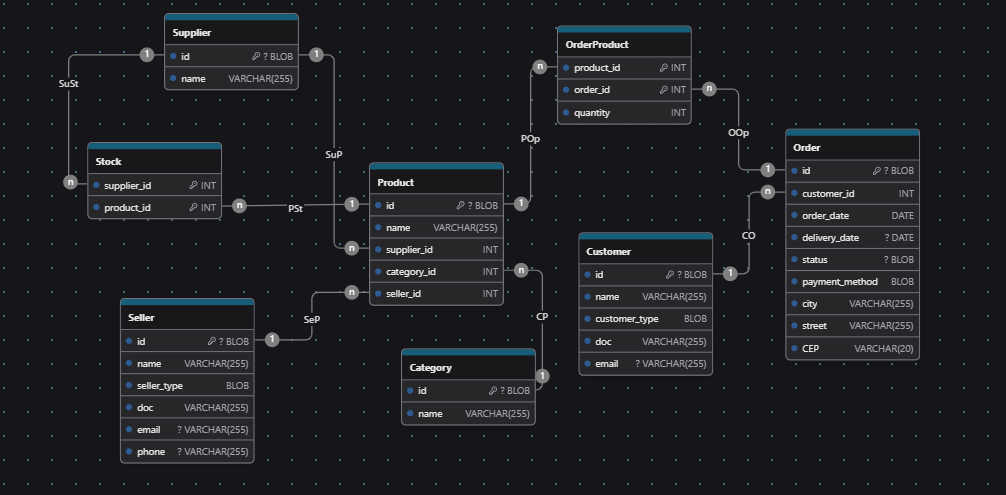 Supplier
id ? BLOB
name VARCHAR(255)
1
1
SuSt
SuP
n
Stock
supplier_id INT
product_id INT
n
PSt
1
Product
id ? BLOB
name VARCHAR(255)
supplier_id INT
category_id INT
seller_id INT
n
n
1
n
POp
n
OrderProduct
product_id INT
order_id INT
quantity INT
n
OOp
1
Order
id ? BLOB
customer_id INT
order_date DATE
delivery_date ? DATE
status ? BLOB
payment_method BLOB
city VARCHAR(255)
street VARCHAR(255)
CEP VARCHAR(20)
n
CO
1
Customer
id ? BLOB
name VARCHAR(255)
customer_type BLOB
doc VARCHAR(255)
email ? VARCHAR(255)
Seller
id ? BLOB
name VARCHAR(255)
seller_type BLOB
doc VARCHAR(255)
email ? VARCHAR(255)
phone ? VARCHAR(255)
1
SeP
CP
1
Category
id ? BLOB
name VARCHAR(255)